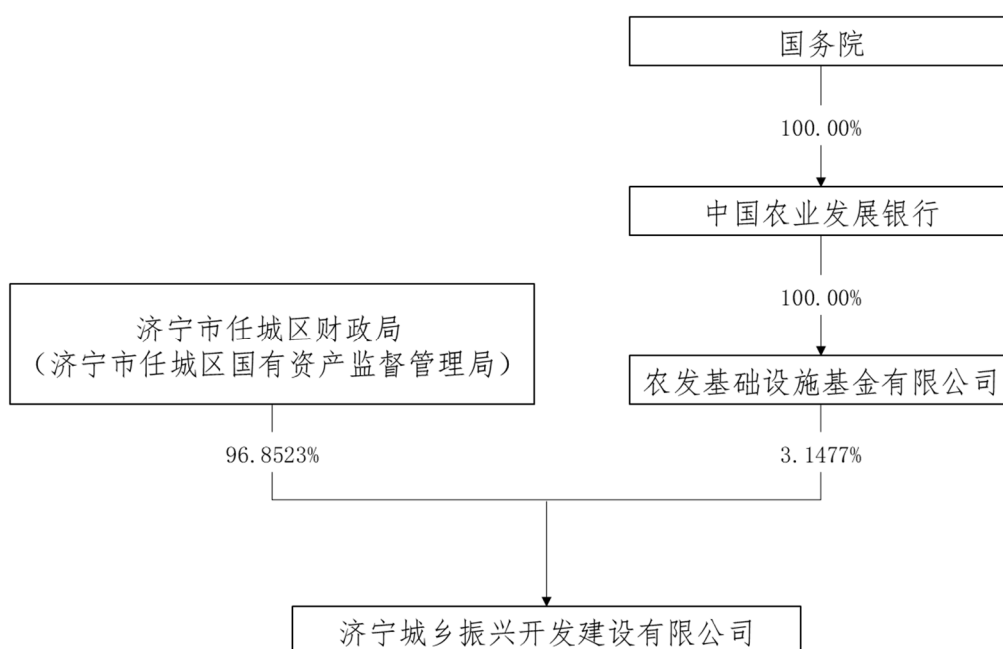 国务院
100.00%
中国农业发展银行
100.00%
济宁市任城区财政局
（济宁市任城区国有资产监督管理局）
农发基础设施基金有限公司
96.8523%
3.1477%
济宁城乡振兴开发建设有限公司